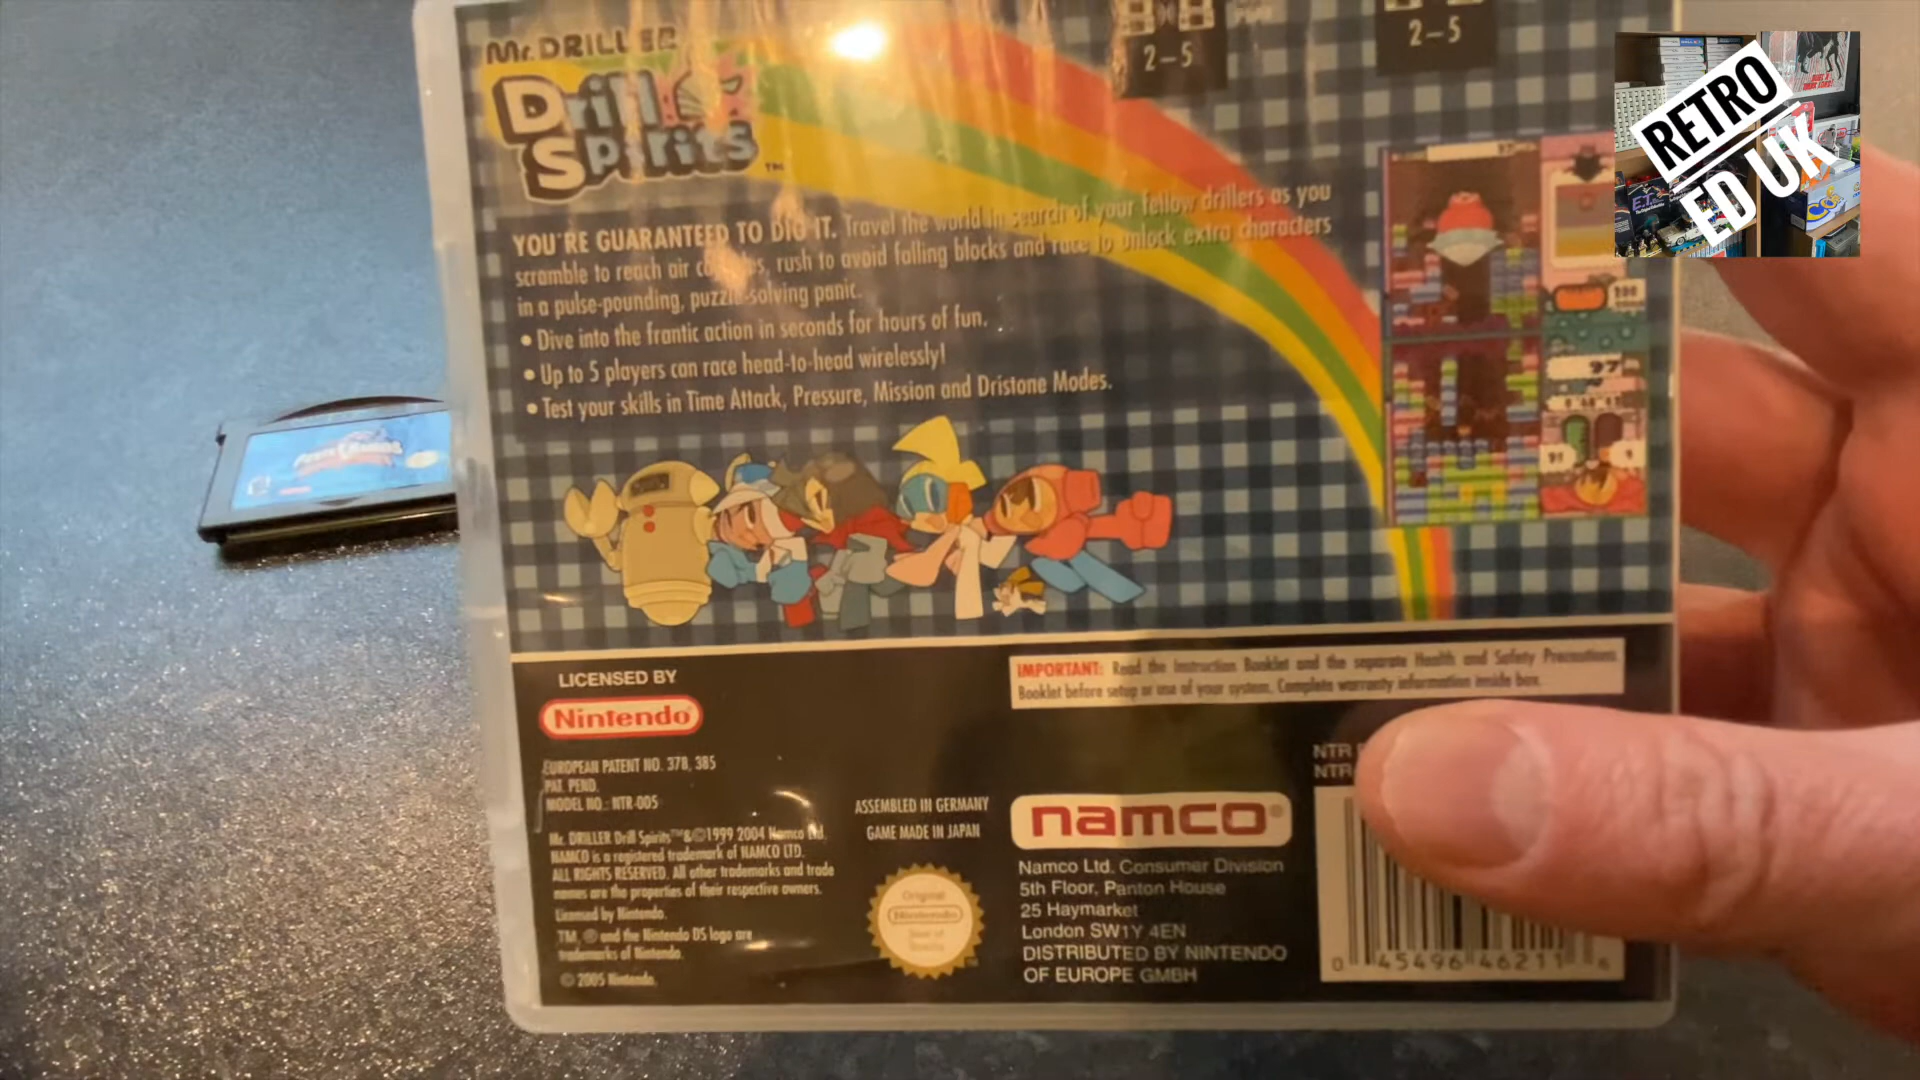 Mr. DRILLER
Drill
Spirits™
2-5
2-5
RETRO
ED UK
YOU'RE GUARANTEED TO DIG IT. Travel the world in search of your fellow drillers as you
scramble to reach air capsules, rush to avoid falling blocks and race to unlock extra characters
in a pulse-pounding, puzzle-solving panic.
• Dive into the frantic action in seconds for hours of fun.
• Up to 5 players can race head-to-head wirelessly!
• Test your skills in Time Attack, Pressure, Mission and Dristone Modes.
97
LICENSED BY
Nintendo
IMPORTANT: Read the Instruction Booklet and the separate Health and Safety Precautions
Booklet before setup or use of your system. Complete warranty information inside box.
EUROPEAN PATENT NO. 378, 385
PAT. PEND.
MODEL NO.: NTR-005
Mr. DRILLER Drill Spirits™&©1999 2004 Namco Ltd.
NAMCO is a registered trademark of NAMCO LTD.
ALL RIGHTS RESERVED. All other trademarks and trade
names are the properties of their respective owners.
Licensed by Nintendo.
TM, ® and the Nintendo DS logo are
trademarks of Nintendo.
© 2005 Nintendo.
ASSEMBLED IN GERMANY
GAME MADE IN JAPAN
Original
Nintendo
Seal of
namco®
Namco Ltd. Consumer Division
5th Floor, Panton House
25 Haymarket
London SW1Y 4EN
DISTRIBUTED BY NINTENDO
OF EUROPE GMBH
NTR
NTR-
0 45496 46211 6